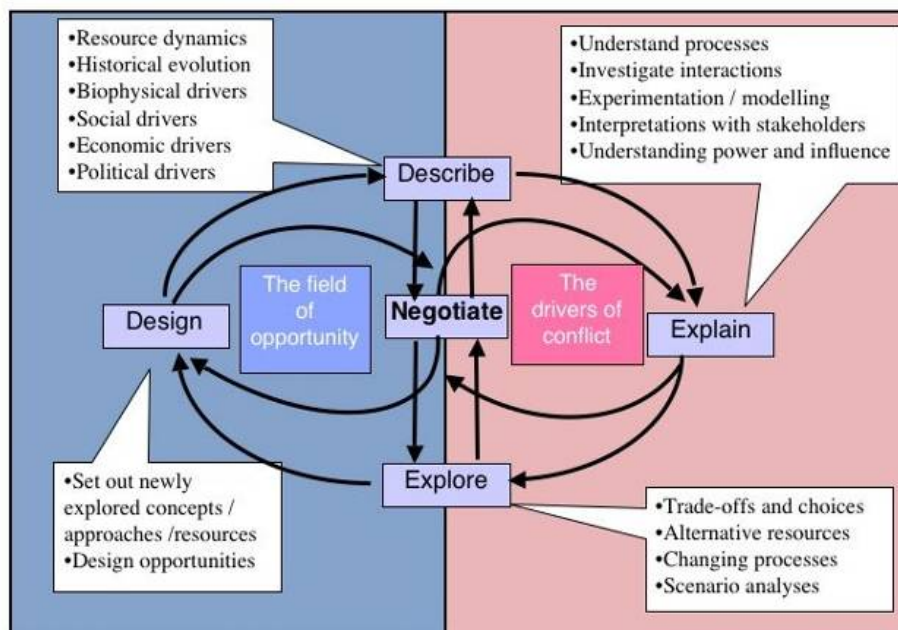 •Resource dynamics
•Historical evolution
•Biophysical drivers
•Social drivers
•Economic drivers
•Political drivers
•Understand processes
•Investigate interactions
•Experimentation / modelling
•Interpretations with stakeholders
•Understanding power and influence
Describe
The field
of
opportunity
The
drivers of
conflict
Design
Negotiate
Explain
Explore
•Set out newly
explored concepts /
approaches /resources
•Design opportunities
•Trade-offs and choices
•Alternative resources
•Changing processes
•Scenario analyses